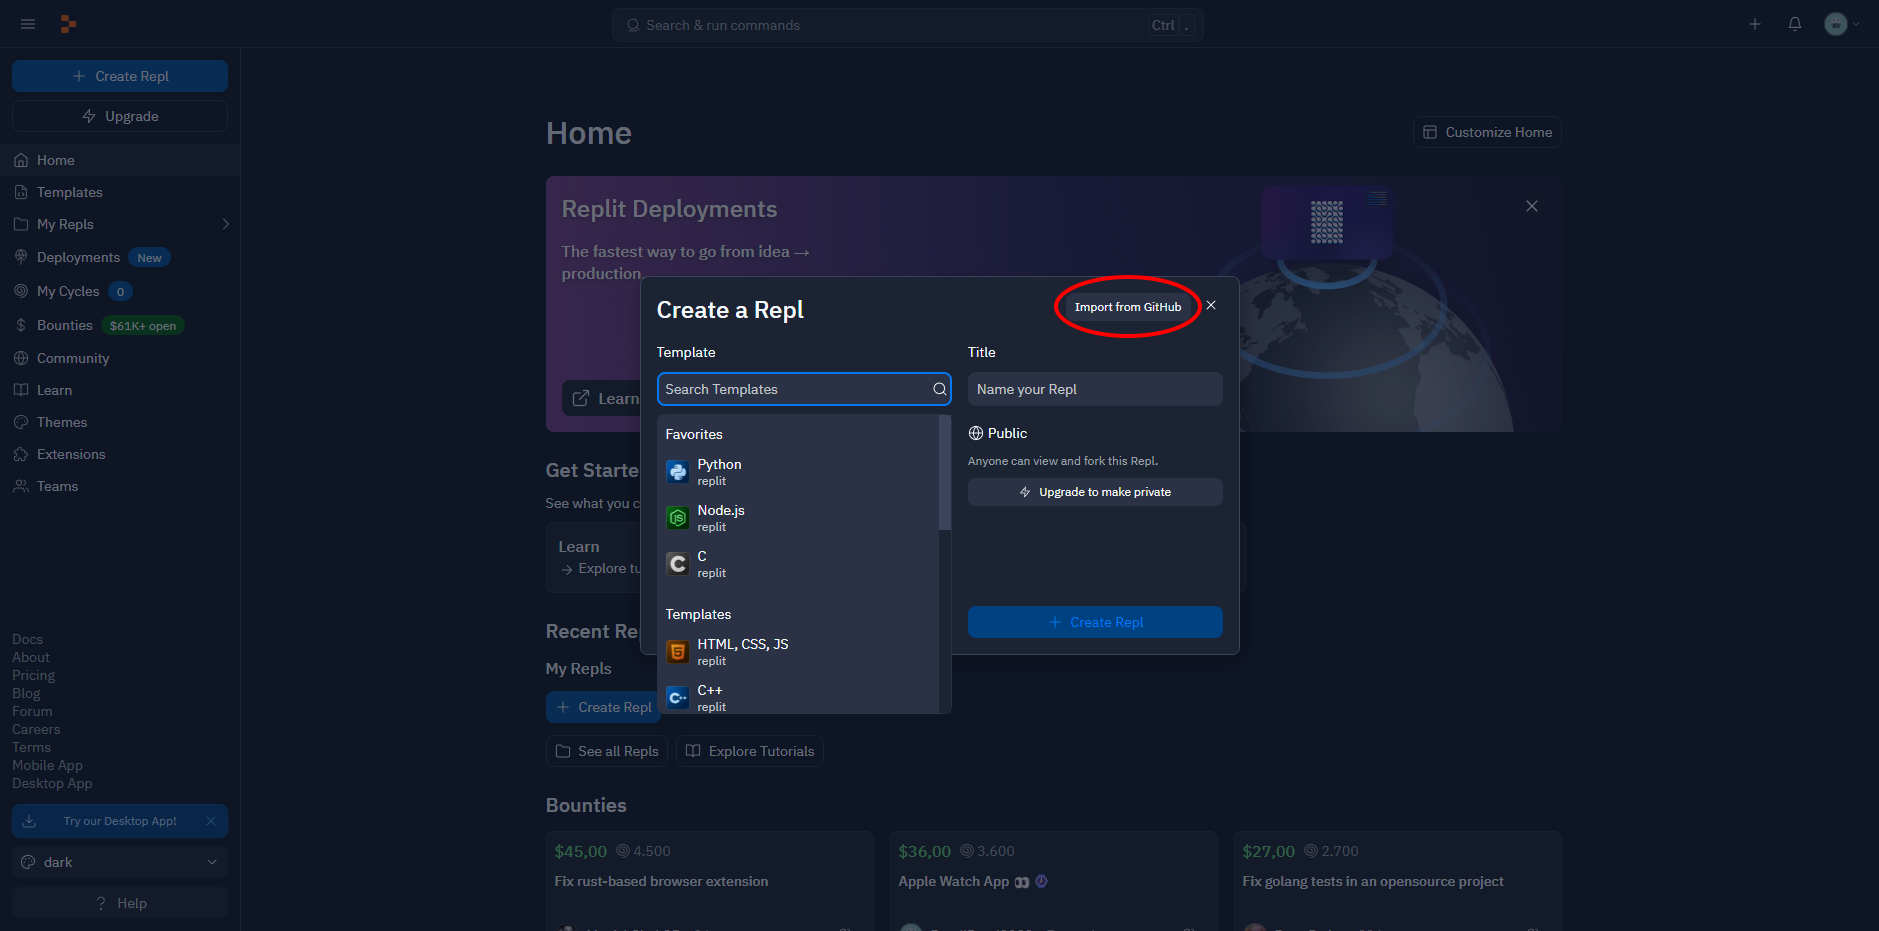 Search & run commands
Ctrl .
Create Repl
Upgrade
Home
Templates
My Repls
Deployments New
My Cycles 0
Bounties $61K+ open
Community
Learn
Themes
Extensions
Teams
Docs
About
Pricing
Blog
Forum
Careers
Terms
Mobile App
Desktop App
Try our Desktop App!
dark
? Help
Home
Customize Home
Replit Deployments
The fastest way to go from idea →
production.
Learn
Get Starte
See what you c
Learn
→ Explore tu
Recent Re
My Repls
Create Repl
See all Repls
Explore Tutorials
Create a Repl
Import from GitHub
Template
Search Templates
Favorites
Python
replit
Node.js
replit
C
replit
Templates
HTML, CSS, JS
replit
C++
replit
Title
Name your Repl
Public
Anyone can view and fork this Repl.
Upgrade to make private
Create Repl
Bounties
$45,00 4.500
Fix rust-based browser extension
$36,00 3.600
Apple Watch App 👀
$27,00 2.700
Fix golang tests in an opensource project